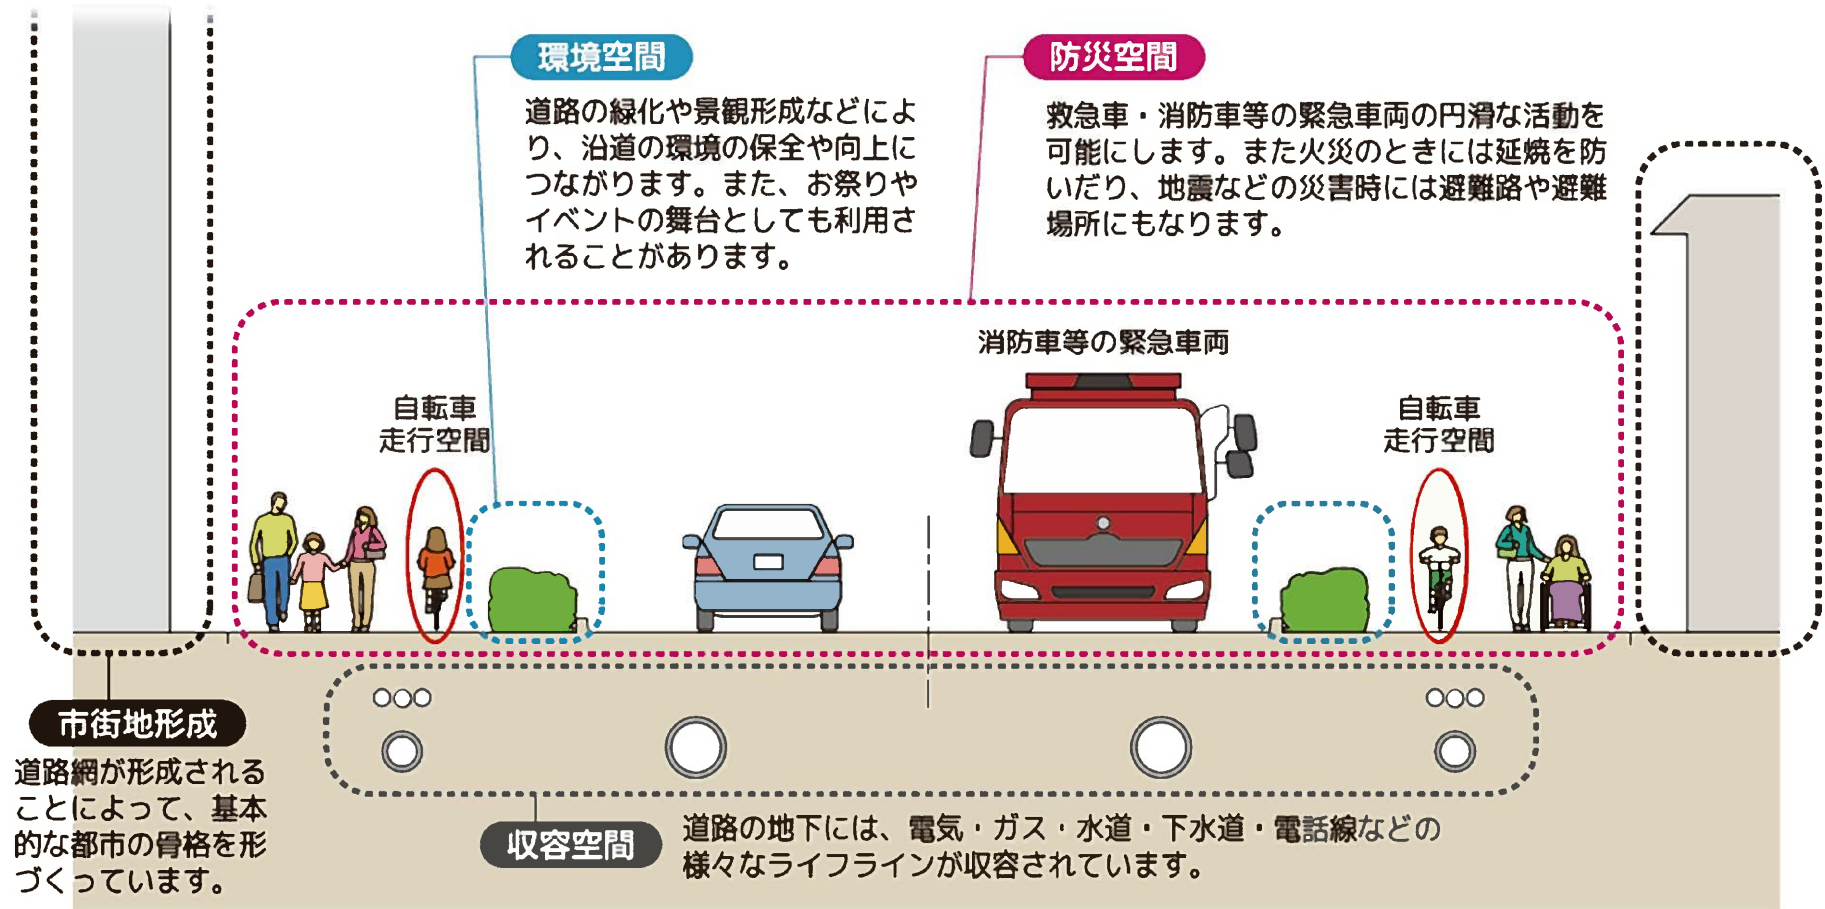 環境空間
道路の緑化や景観形成などによ
り、沿道の環境の保全や向上に
つながります。また、お祭りや
イベントの舞台としても利用さ
れることがあります。
防災空間
救急車・消防車等の緊急車両の円滑な活動を
可能にします。また火災のときには延焼を防
いだり、地震などの災害時には避難路や避難
場所にもなります。
消防車等の緊急車両
自転車
走行空間
自転車
走行空間
市街地形成
道路網が形成される
ことによって、基本
的な都市の骨格を形
づくっています。
収容空間
道路の地下には、電気・ガス・水道・下水道・電話線などの
様々なライフラインが収容されています。